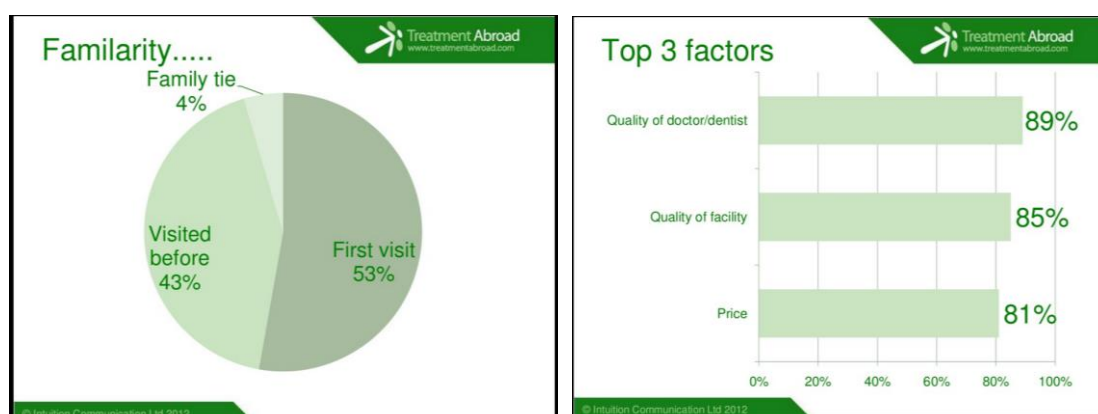 Familarity.....
Treatment Abroad
www.treatmentabroad.com
Family tie
4%
Visited
before
43%
First visit
53%
© Intuition Communication Ltd 2012
Top 3 factors
Treatment Abroad
www.treatmentabroad.com
Quality of doctor/dentist
89%
Quality of facility
85%
Price
81%
0% 20% 40% 60% 80% 100%
© Intuition Communication Ltd 2012